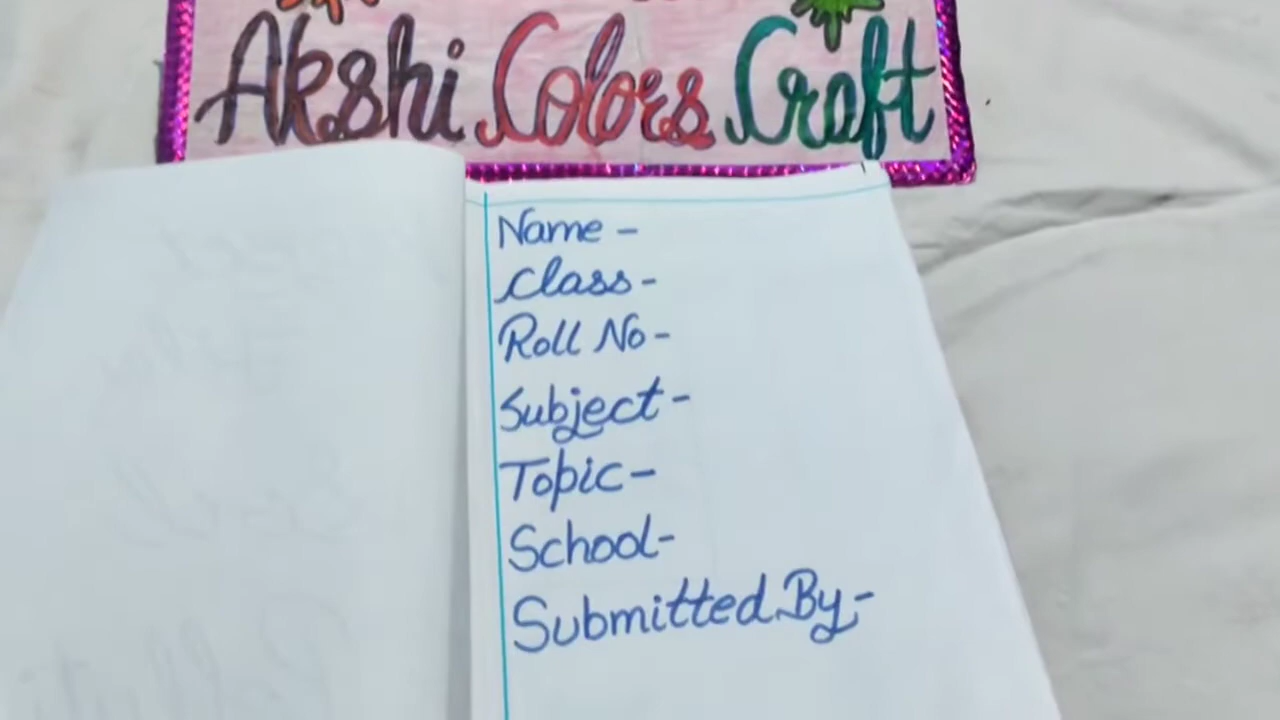 Akshi Colors Craft
Name -
Class -
Roll No -
Subject -
Topic -
School -
Submitted By -